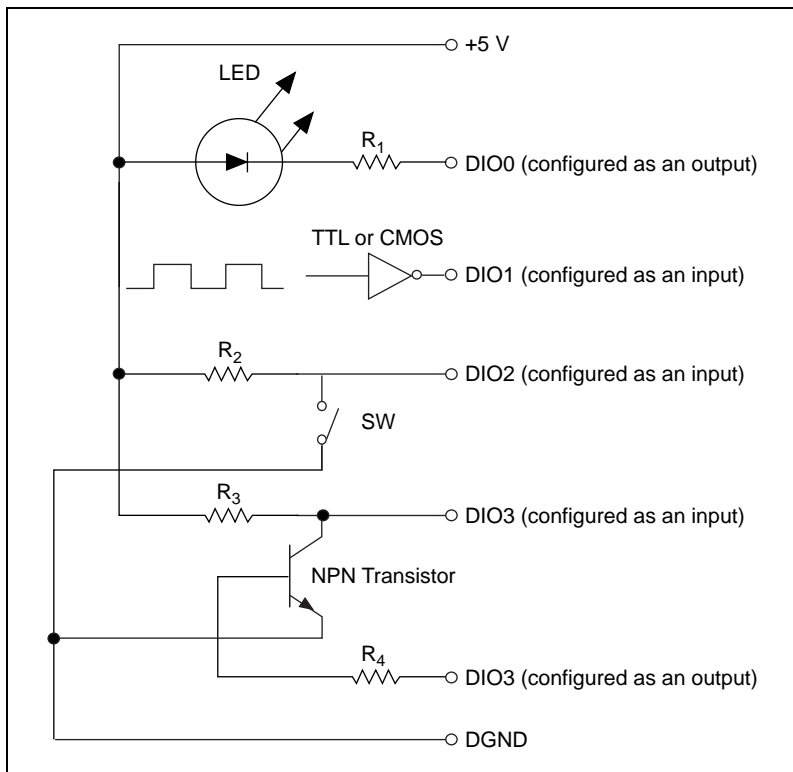 +5 V
LED
R1
DIO0 (configured as an output)
TTL or CMOS
DIO1 (configured as an input)
R2
DIO2 (configured as an input)
SW
R3
DIO3 (configured as an input)
NPN Transistor
R4
DIO3 (configured as an output)
DGND